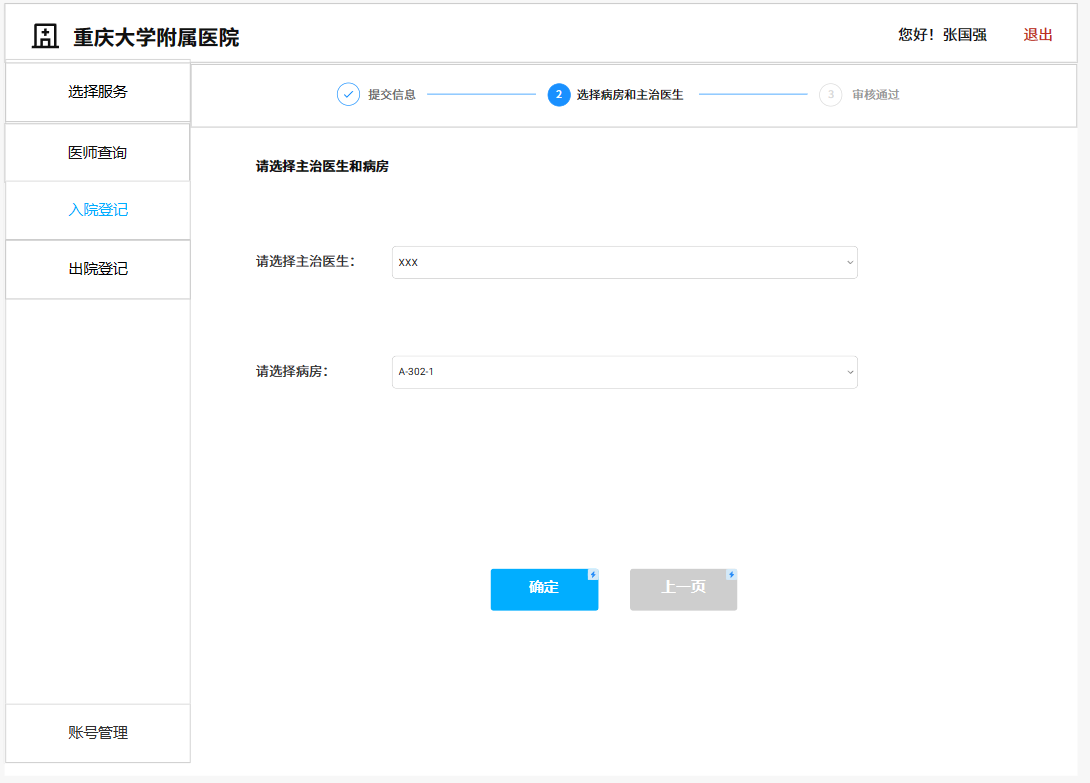 重庆大学附属医院
您好！张国强
退出
选择服务
医师查询
入院登记
出院登记
账号管理
提交信息
2
选择病房和主治医生
3
审核通过
请选择主治医生和病房
请选择主治医生：
XXX
请选择病房：
A-302-1
确定
上一页